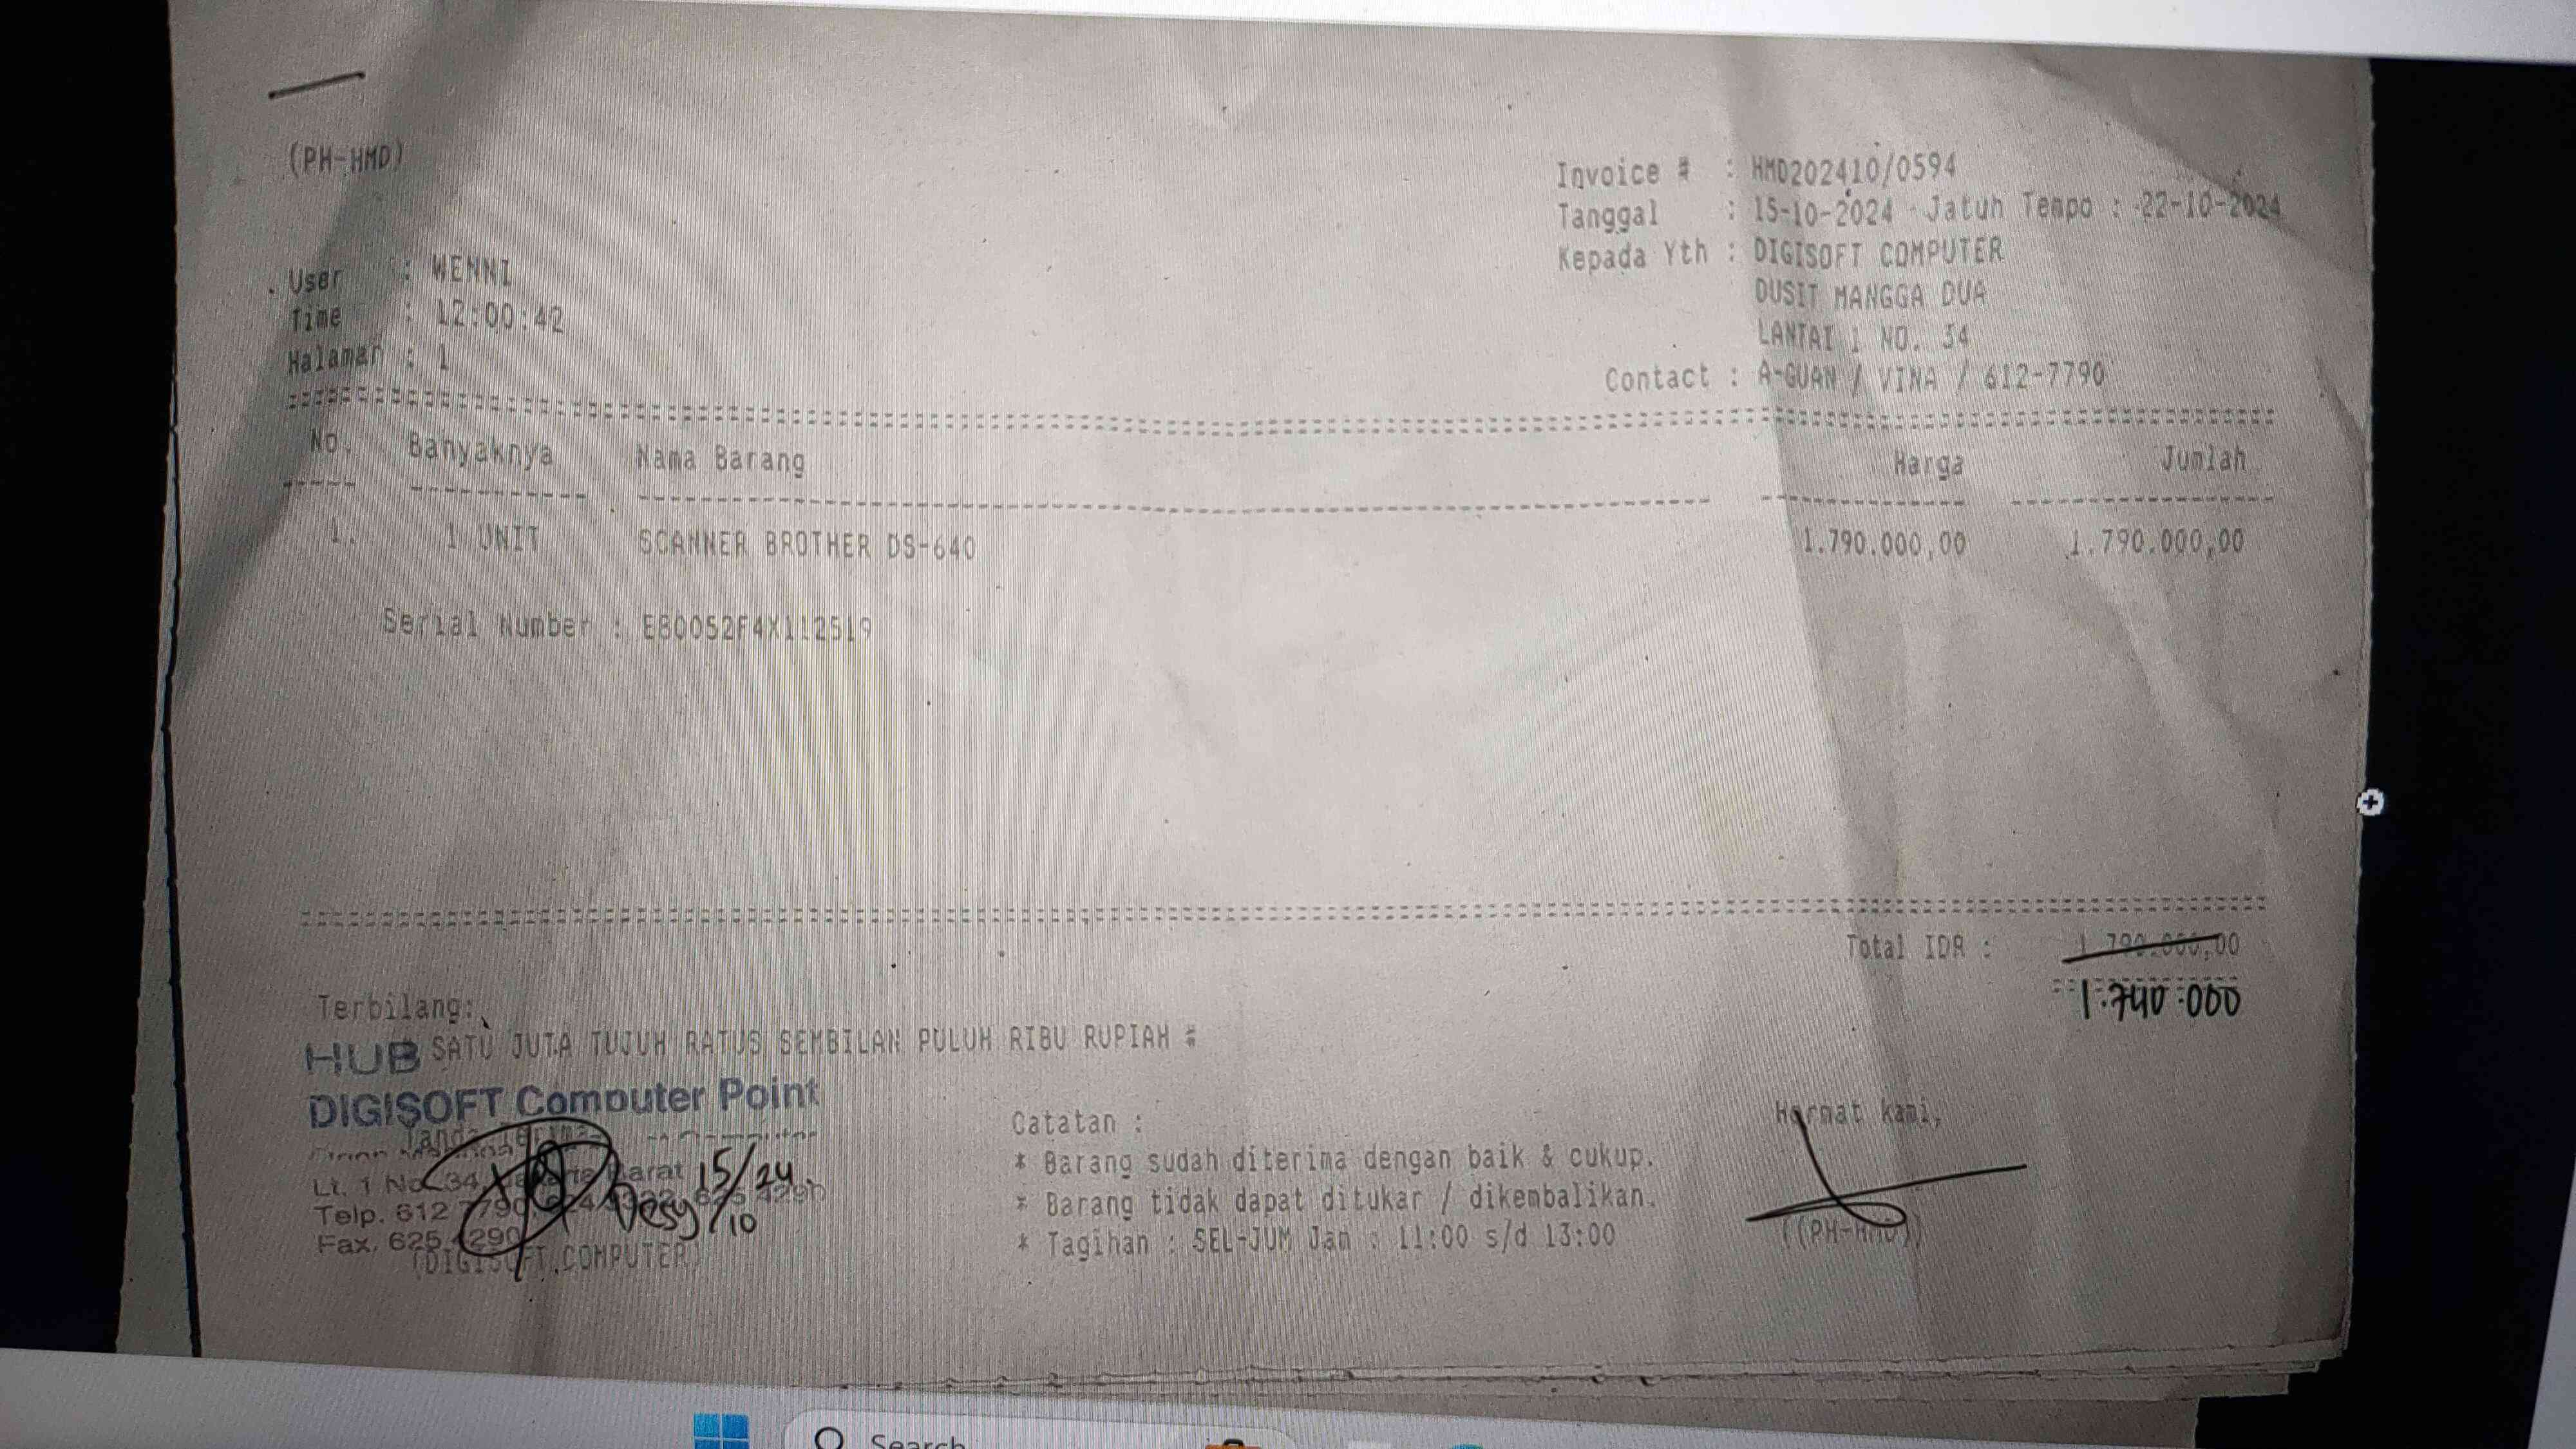 (PH-HMD)
Invoice # : HMD202410/0594
Tanggal : 15-10-2024 Jatuh Tempo : 22-10-2024
Kepada Yth : DIGISOFT COMPUTER
DUSIT MANGGA DUA
LANTAI 1 NO. 34
Contact : A-GUAN / VINA / 612-7790
User : WENNI
Time : 12:00:42
Halaman : 1
No. Banyaknya Nama Barang Harga Jumlah
1. 1 UNIT SCANNER BROTHER DS-640 1.790.000,00 1.790.000,00
Serial Number : E80052F4X112519
Total IDR : 1.790.000,00
1.740.000
Terbilang:
SATU JUTA TUJUH RATUS SEMBILAN PULUH RIBU RUPIAH #
HUB
DIGISOFT Computer Point
Tanda Terima
Lt. 1 No. 34, Barat
Telp. 612 7790
Fax. 625 4290
15/24
/10
(DIGISOFT COMPUTER)
Catatan :
* Barang sudah diterima dengan baik & cukup.
* Barang tidak dapat ditukar / dikembalikan.
* Tagihan : SEL-JUM Jam : 11:00 s/d 13:00
Hormat kami,
((PH-HMD))
Search